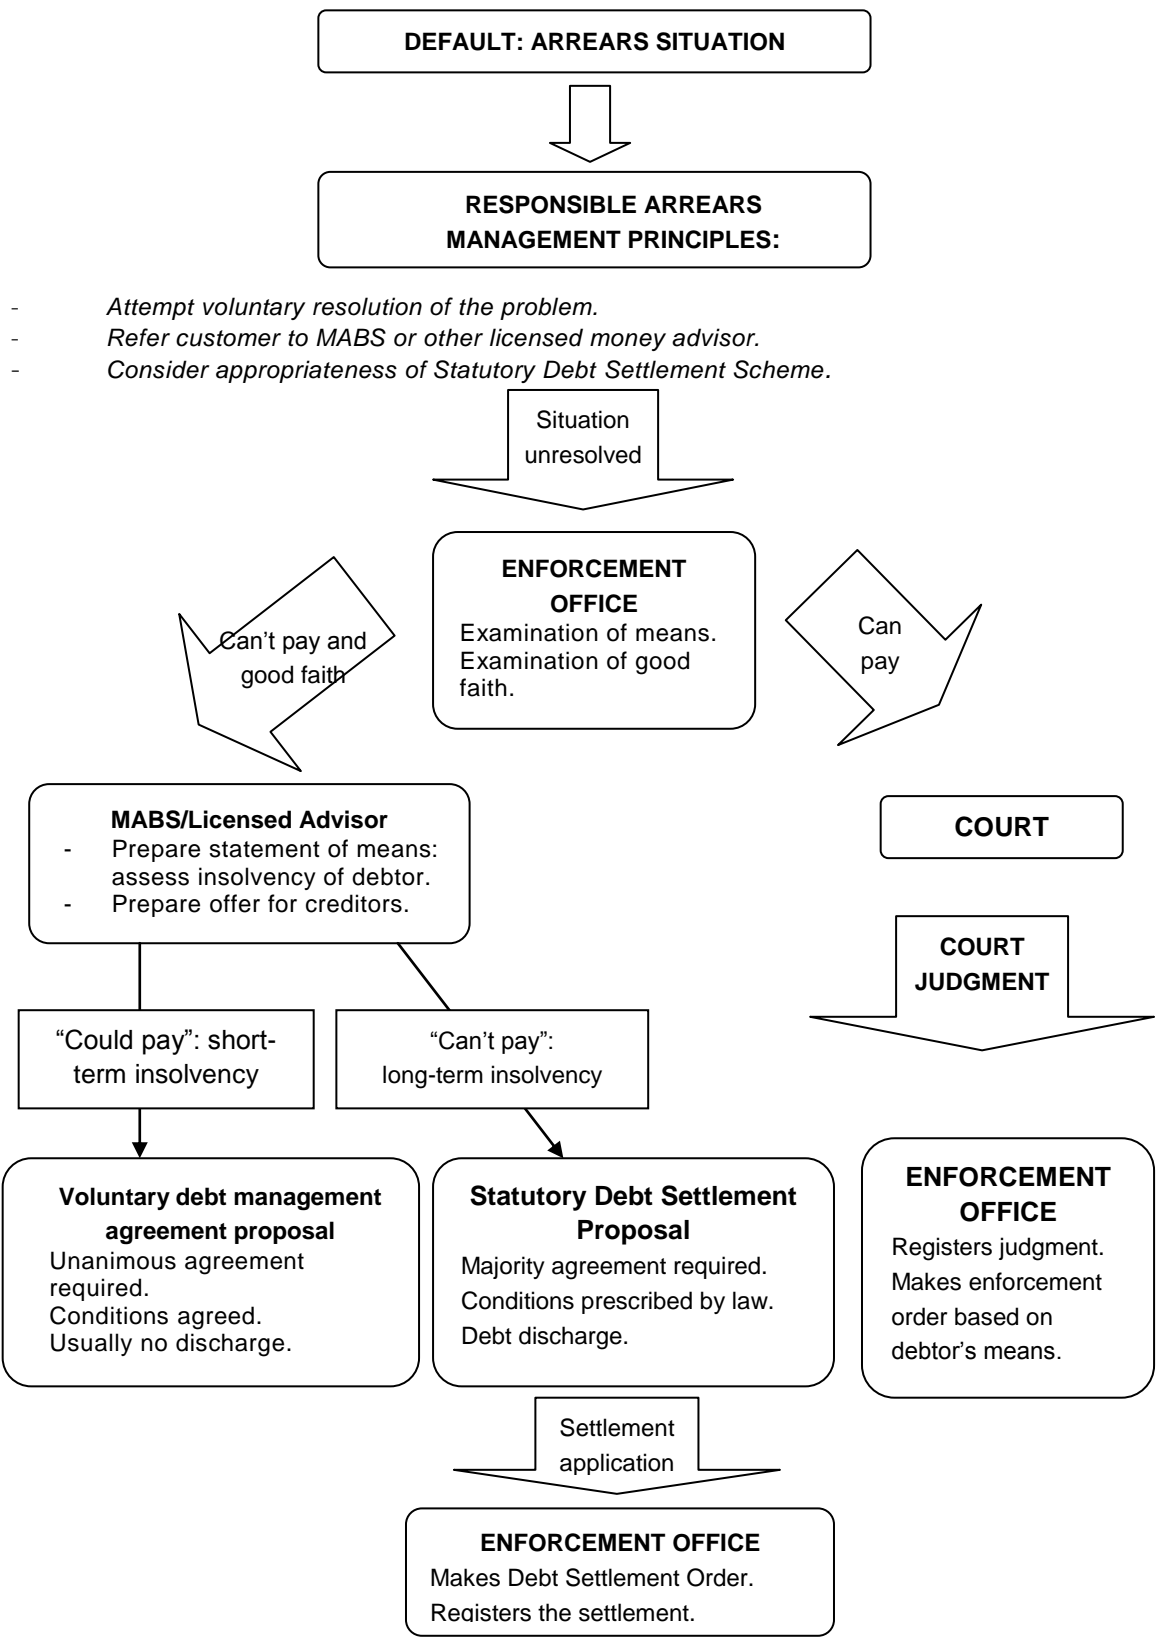 DEFAULT: ARREARS SITUATION
RESPONSIBLE ARREARS
MANAGEMENT PRINCIPLES:
- Attempt voluntary resolution of the problem.
- Refer customer to MABS or other licensed money advisor.
- Consider appropriateness of Statutory Debt Settlement Scheme.
Situation
unresolved
ENFORCEMENT
OFFICE
Examination of means.
Examination of good
faith.
Can’t pay and
good faith
Can
pay
MABS/Licensed Advisor
- Prepare statement of means:
assess insolvency of debtor.
- Prepare offer for creditors.
COURT
COURT
JUDGMENT
“Could pay”: short-
term insolvency
“Can’t pay”:
long-term insolvency
Voluntary debt management
agreement proposal
Unanimous agreement
required.
Conditions agreed.
Usually no discharge.
Statutory Debt Settlement
Proposal
Majority agreement required.
Conditions prescribed by law.
Debt discharge.
ENFORCEMENT
OFFICE
Registers judgment.
Makes enforcement
order based on
debtor’s means.
Settlement
application
ENFORCEMENT OFFICE
Makes Debt Settlement Order.
Registers the settlement.